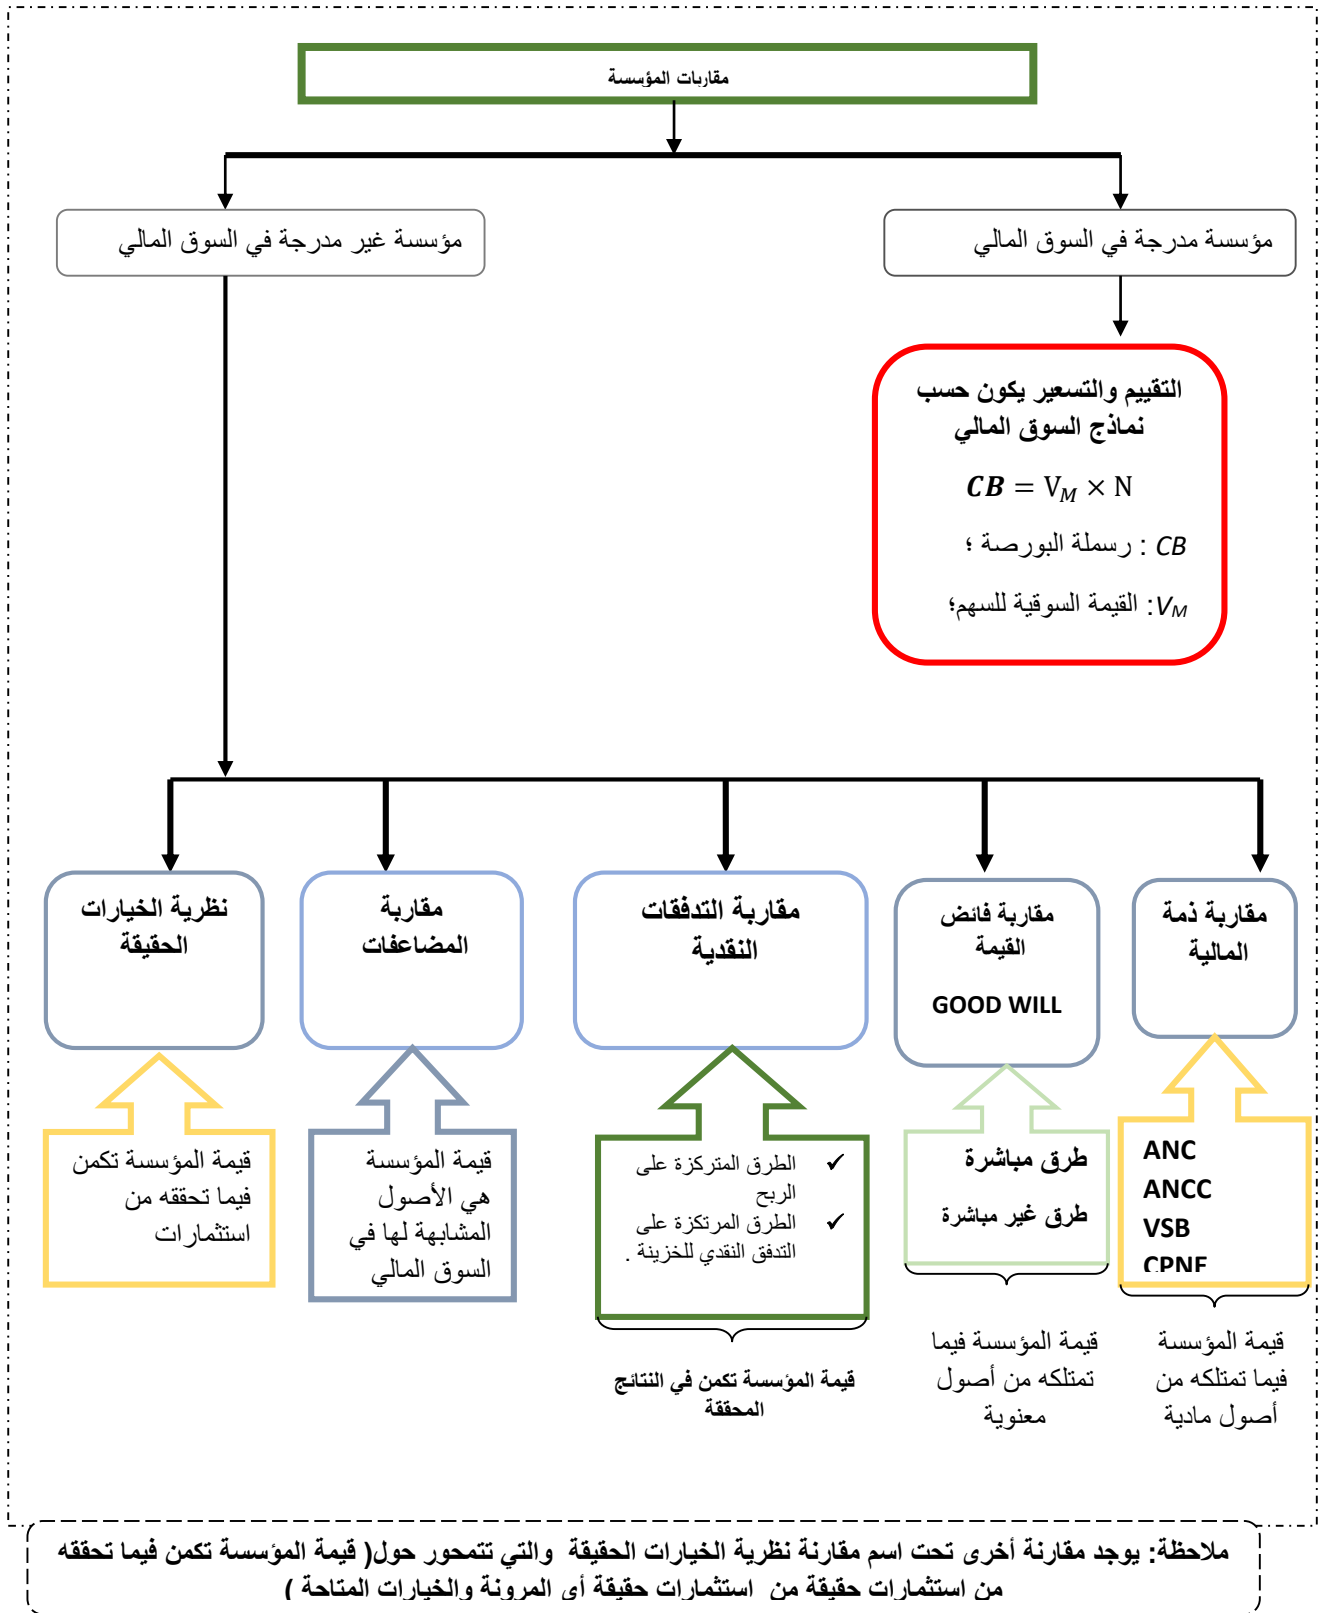 مقاربات المؤسسة
مؤسسة مدرجة في السوق المالي
مؤسسة غير مدرجة في السوق المالي
التقييم والتسعير يكون حسب
نماذج السوق المالي
CB = V_M × N
CB : رسملة البورصة ؛
V_M: القيمة السوقية للسهم؛
مقاربة ذمة
المالية
مقاربة فائض
القيمة
GOOD WILL
مقاربة التدفقات
النقدية
مقاربة
المضاعفات
نظرية الخيارات
الحقيقة
ANC
ANCC
VSB
CPNE
طرق مباشرة
طرق غير مباشرة
✓ الطرق المتركزة على
الربح
✓ الطرق المرتكزة على
التدفق النقدي للخزينة .
قيمة المؤسسة
هي الأصول
المشابهة لها في
السوق المالي
قيمة المؤسسة تكمن
فيما تحققه من
استثمارات
قيمة المؤسسة
فيما تمتلكه من
أصول مادية
قيمة المؤسسة فيما
تمتلكه من أصول
معنوية
قيمة المؤسسة تكمن في النتائج
المحققة
ملاحظة: يوجد مقارنة أخرى تحت اسم مقارنة نظرية الخيارات الحقيقة والتي تتمحور حول( قيمة المؤسسة تكمن فيما تحققه
من استثمارات حقيقة من استثمارات حقيقة أي المرونة والخيارات المتاحة )